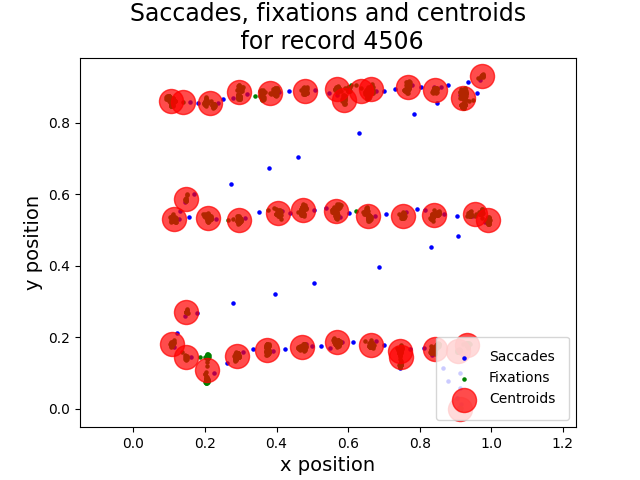 Saccades, fixations and centroids
for record 4506
y position
0.8
0.6
0.4
0.2
0.0
0.0 0.2 0.4 0.6 0.8 1.0 1.2
x position
Saccades
Fixations
Centroids